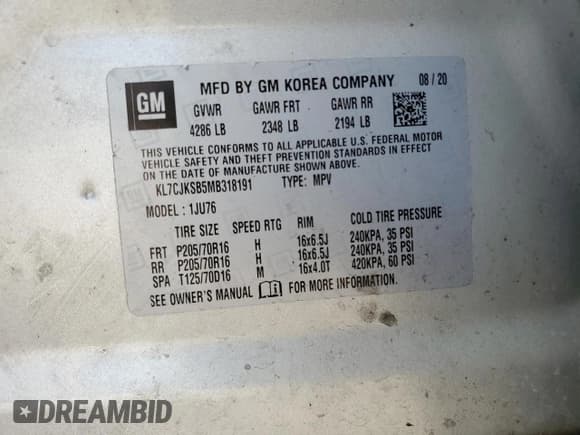 GM
MFD BY GM KOREA COMPANY 08 / 20
GVWR GAWR FRT GAWR RR
4286 LB 2348 LB 2194 LB
THIS VEHICLE CONFORMS TO ALL APPLICABLE U.S. FEDERAL MOTOR
VEHICLE SAFETY AND THEFT PREVENTION STANDARDS IN EFFECT
ON THE DATE OF MANUFACTURE SHOWN ABOVE.
KL7CJKSB5MB318191 TYPE: MPV
MODEL : 1JU76
TIRE SIZE SPEED RTG RIM COLD TIRE PRESSURE
FRT P205/70R16 H 16x6.5J 240KPA, 35 PSI
RR P205/70R16 H 16x6.5J 240KPA, 35 PSI
SPA T125/70D16 M 16x4.0T 420KPA, 60 PSI
SEE OWNER'S MANUAL FOR MORE INFORMATION.
DREAMBID